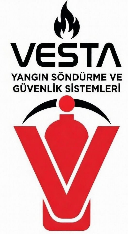 VESTA
YANGIN SÖNDÜRME VE
GÜVENLİK SİSTEMLERİ